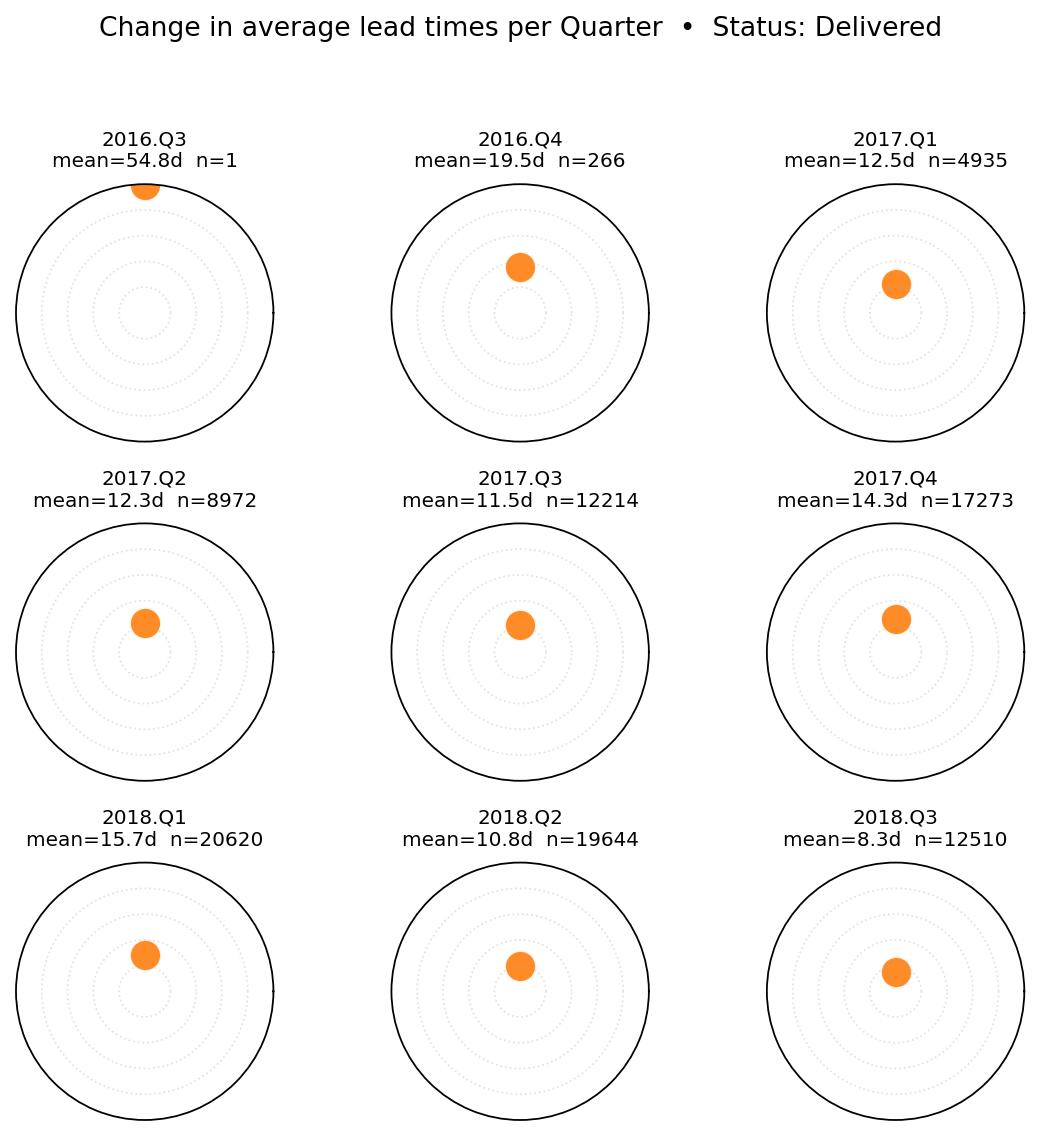 Change in average lead times per Quarter  •  Status: Delivered
2016.Q3
mean=54.8d  n=1
2016.Q4
mean=19.5d  n=266
2017.Q1
mean=12.5d  n=4935
2017.Q2
mean=12.3d  n=8972
2017.Q3
mean=11.5d  n=12214
2017.Q4
mean=14.3d  n=17273
2018.Q1
mean=15.7d  n=20620
2018.Q2
mean=10.8d  n=19644
2018.Q3
mean=8.3d  n=12510